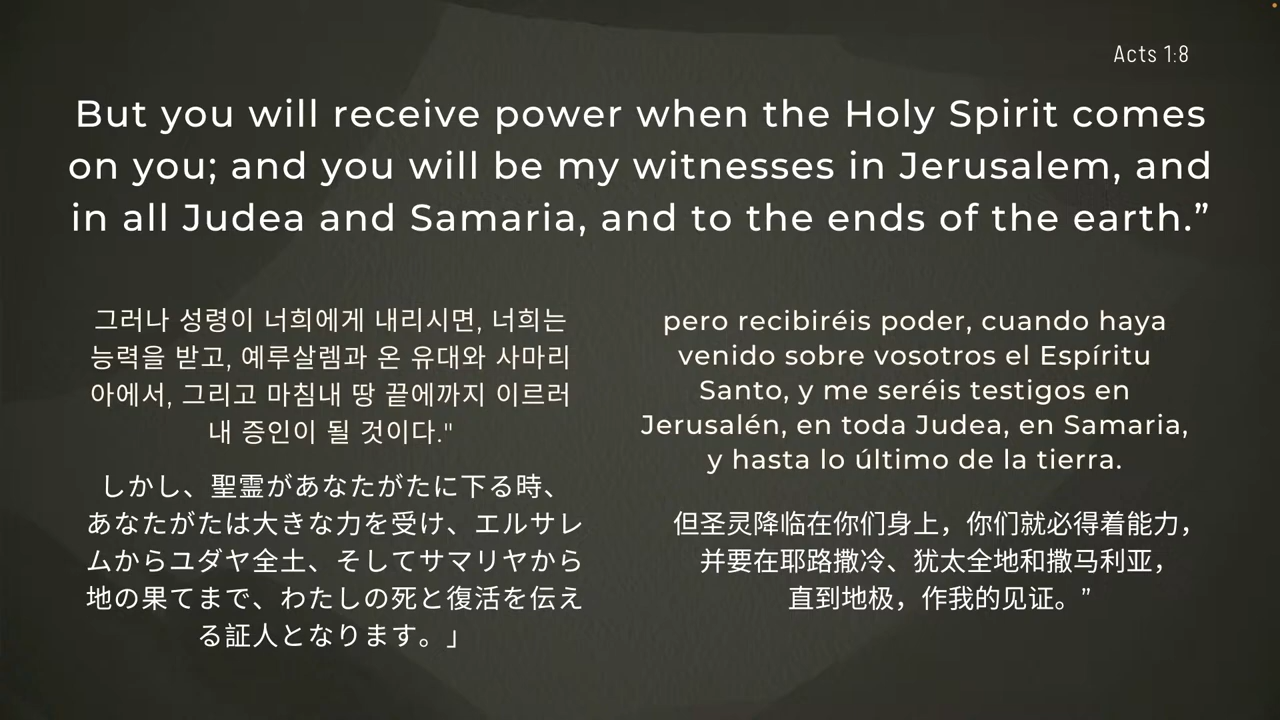 Acts 1:8
But you will receive power when the Holy Spirit comes
on you; and you will be my witnesses in Jerusalem, and
in all Judea and Samaria, and to the ends of the earth.”
그러나 성령이 너희에게 내리시면, 너희는
능력을 받고, 예루살렘과 온 유대와 사마리
아에서, 그리고 마침내 땅 끝에까지 이르러
내 증인이 될 것이다."
しかし、聖霊があなたがたに下る時、
あなたがたは大きな力を受け、エルサレ
ムからユダヤ全土、そしてサマリヤから
地の果てまで、わたしの死と復活を伝え
る証人となります。」
pero recibiréis poder, cuando haya
venido sobre vosotros el Espíritu
Santo, y me seréis testigos en
Jerusalén, en toda Judea, en Samaria,
y hasta lo último de la tierra.
但圣灵降临在你们身上，你们就必得着能力，
并要在耶路撒冷、犹太全地和撒马利亚，
直到地极，作我的见证。”